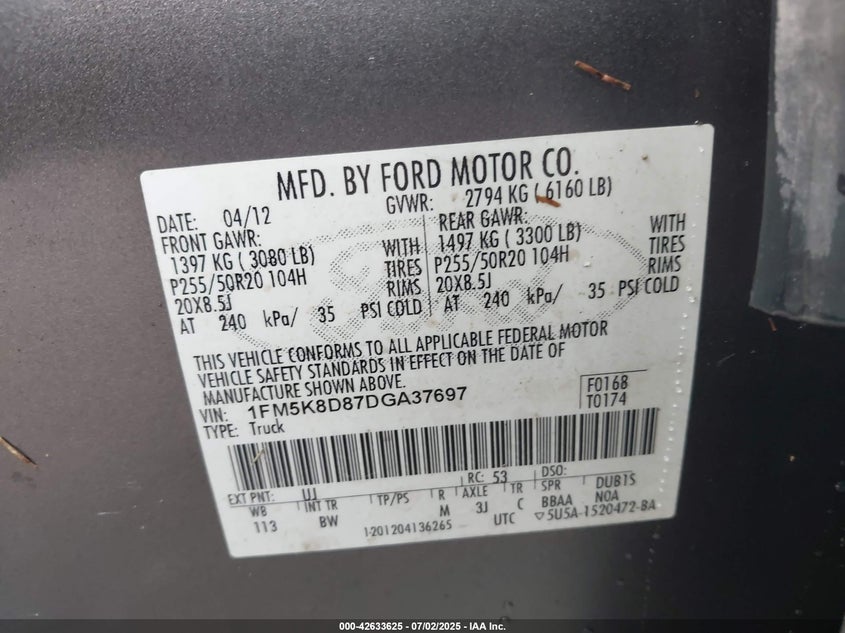 MFD. BY FORD MOTOR CO.
DATE: 04/12 GVWR: 2794 KG ( 6160 LB)
FRONT GAWR: REAR GAWR:
1397 KG ( 3080 LB) WITH 1497 KG ( 3300 LB) WITH
P255/50R20 104H TIRES P255/50R20 104H TIRES
20X8.5J RIMS 20X8.5J RIMS
AT 240 kPa/ 35 PSI COLD AT 240 kPa/ 35 PSI COLD
THIS VEHICLE CONFORMS TO ALL APPLICABLE FEDERAL MOTOR
VEHICLE SAFETY STANDARDS IN EFFECT ON THE DATE OF
MANUFACTURE SHOWN ABOVE.
VIN: 1FM5K8D87DGA37697 F0168
TYPE: Truck T0174
EXT PNT: UJ RC: 53 DSO:
WB INT TR TP/PS R AXLE TR SPR DUB1S
113 BW M 3J C BBAA NOA
1-201204136265 UTC ▽5U5A-1520472-BA
000-42633625 | 07/02/2025 - IAA Inc.